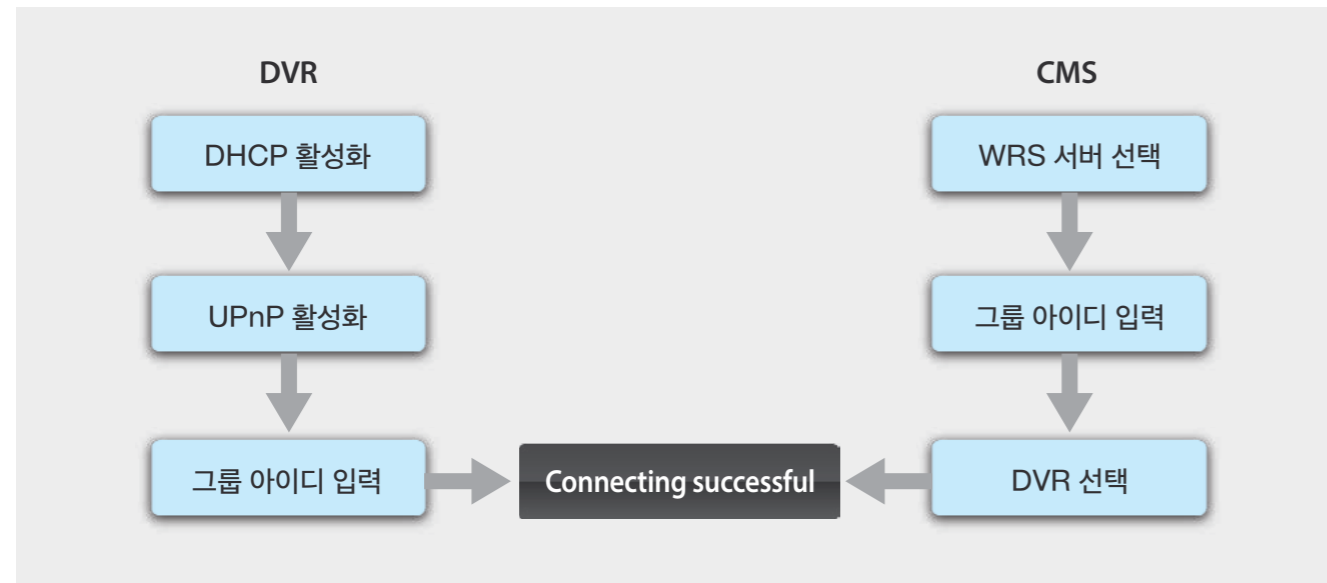 DVR
DHCP 활성화
UPnP 활성화
그룹 아이디 입력
Connecting successful
CMS
WRS 서버 선택
그룹 아이디 입력
DVR 선택